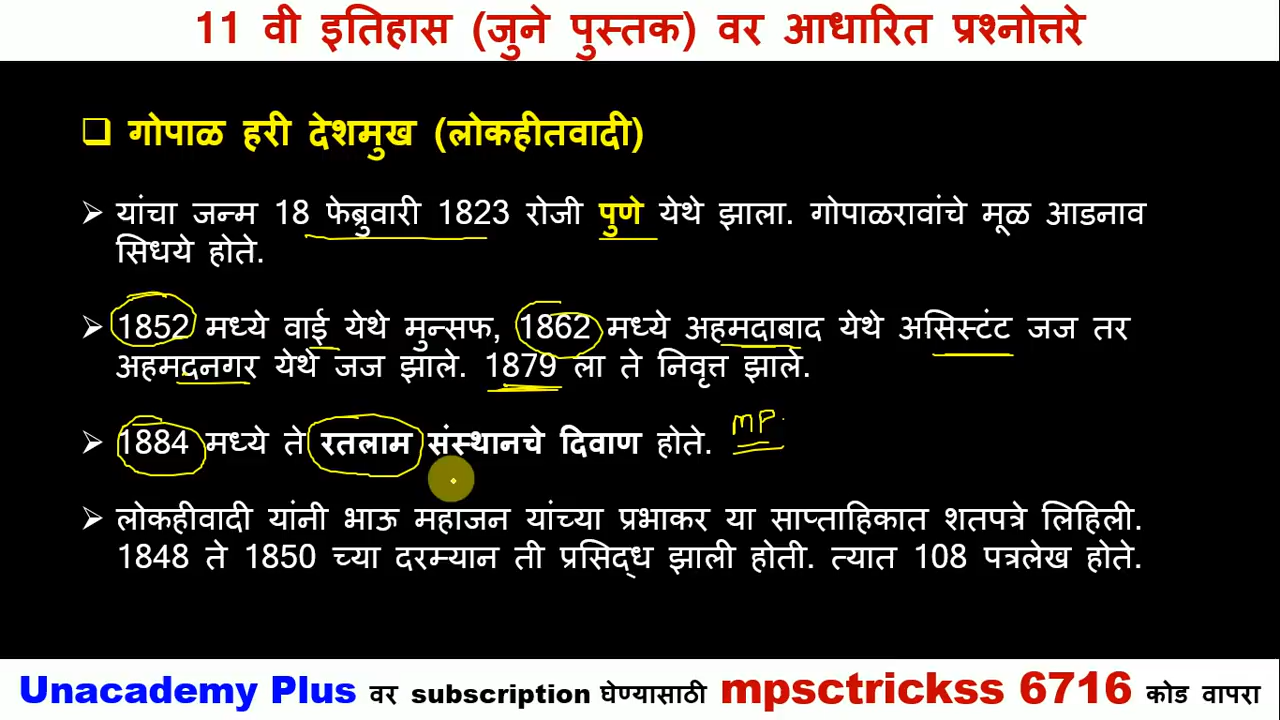 11 वी इतिहास (जुने पुस्तक) वर आधारित प्रश्नोत्तरे
❑ गोपाळ हरी देशमुख (लोकहीतवादी)
➢ यांचा जन्म 18 फेब्रुवारी 1823 रोजी पुणे येथे झाला. गोपाळरावांचे मूळ आडनाव
सिधये होते.
➢ 1852 मध्ये वाई येथे मुन्सफ, 1862 मध्ये अहमदाबाद येथे असिस्टंट जज तर
अहमदनगर येथे जज झाले. 1879 ला ते निवृत्त झाले.
➢ 1884 मध्ये ते रतलाम संस्थानचे दिवाण होते. MP.
➢ लोकहीवादी यांनी भाऊ महाजन यांच्या प्रभाकर या साप्ताहिकात शतपत्रे लिहिली.
1848 ते 1850 च्या दरम्यान ती प्रसिद्ध झाली होती. त्यात 108 पत्रलेख होते.
Unacademy Plus वर subscription घेण्यासाठी mpsctrickss 6716 कोड वापरा